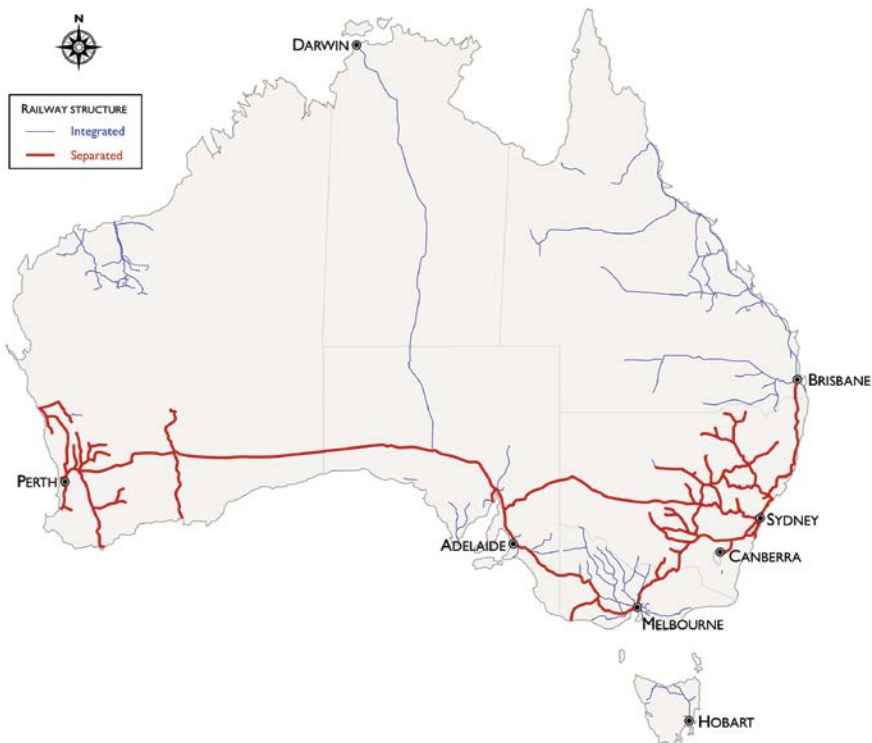 N
DARWIN
RAILWAY STRUCTURE
Integrated
Separated
BRISBANE
PERTH
SYDNEY
ADELAIDE
CANBERRA
MELBOURNE
HOBART